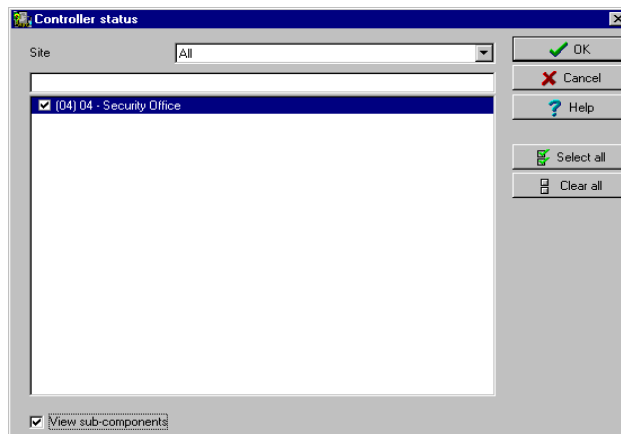 Controller status
Site
All
OK
Cancel
Help
(04) 04 - Security Office
Select all
Clear all
View sub-components